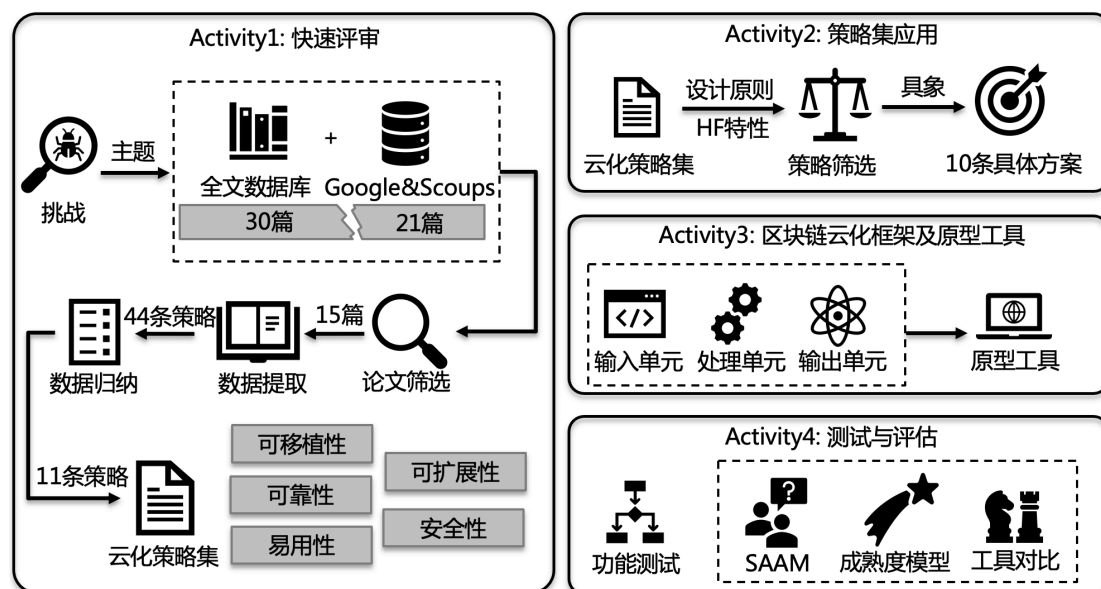 Activity1: 快速评审
挑战
主题
+
全文数据库
Google&Scoups
30篇
21篇
44条策略
15篇
数据归纳
数据提取
论文筛选
11条策略
云化策略集
可移植性
可靠性
易用性
可扩展性
安全性
Activity2: 策略集应用
云化策略集
设计原则
HF特性
策略筛选
具象
10条具体方案
Activity3: 区块链云化框架及原型工具
</>
输入单元
处理单元
输出单元
原型工具
Activity4: 测试与评估
功能测试
?
SAAM
成熟度模型
工具对比